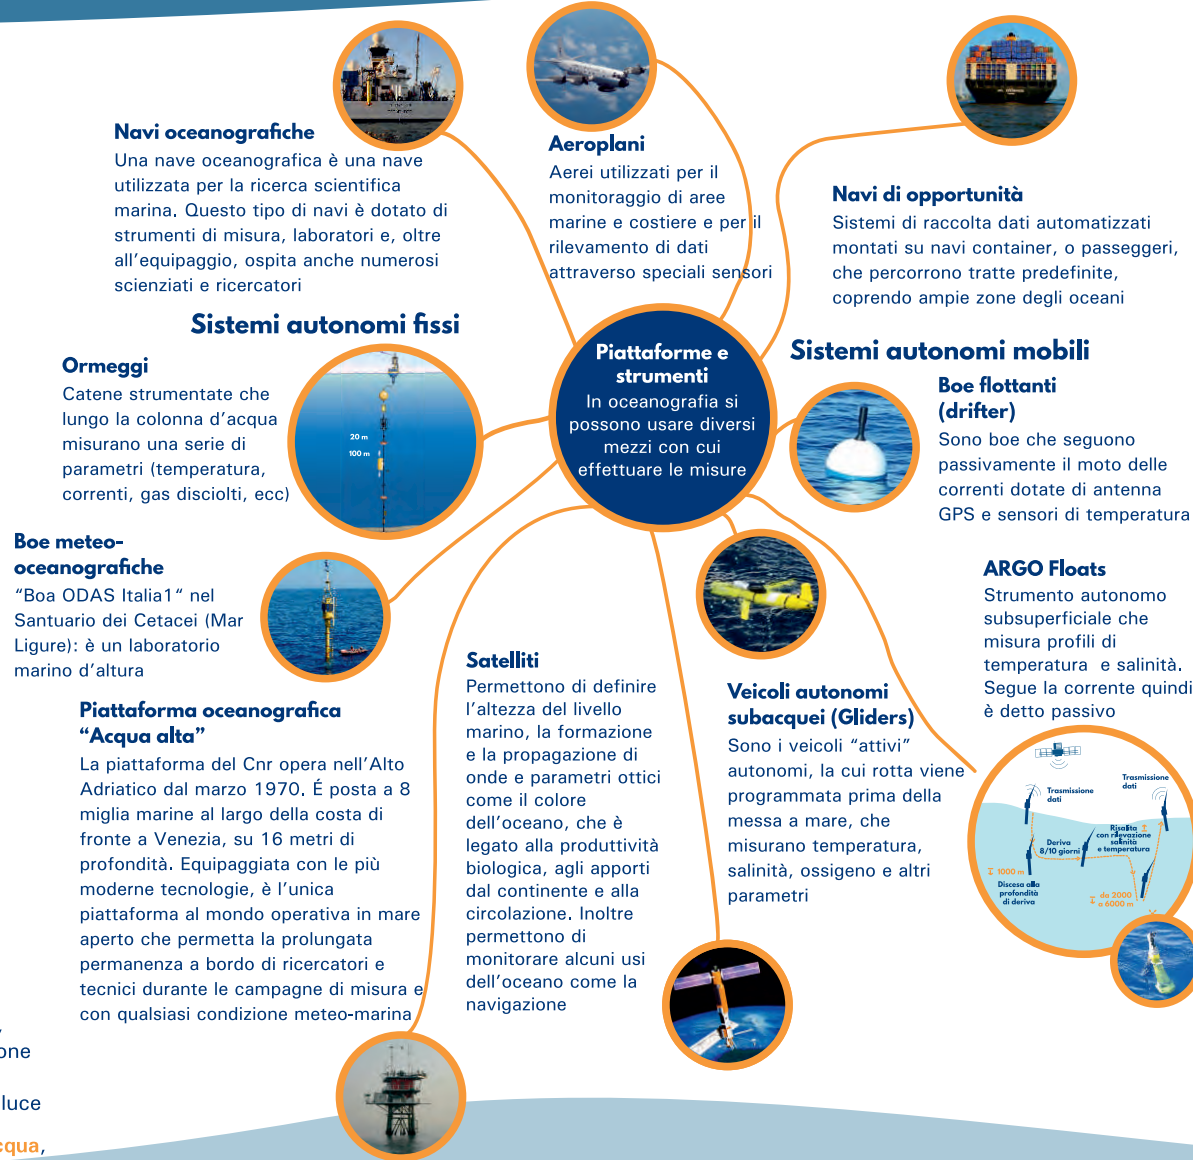 Navi oceanografiche
Una nave oceanografica è una nave
utilizzata per la ricerca scientifica
marina. Questo tipo di navi è dotato di
strumenti di misura, laboratori e, oltre
all'equipaggio, ospita anche numerosi
scienziati e ricercatori
Aeroplani
Aerei utilizzati per il
monitoraggio di aree
marine e costiere e per il
rilevamento di dati
attraverso speciali sensori
Navi di opportunità
Sistemi di raccolta dati automatizzati
montati su navi container, o passeggeri,
che percorrono tratte predefinite,
coprendo ampie zone degli oceani
Piattaforme e
strumenti
In oceanografia si
possono usare diversi
mezzi con cui
effettuare le misure
Sistemi autonomi fissi
Ormeggi
Catene strumentate che
lungo la colonna d'acqua
misurano una serie di
parametri (temperatura,
correnti, gas disciolti, ecc)
20 m
100 m
Boe meteo-
oceanografiche
“Boa ODAS Italia1“ nel
Santuario dei Cetacei (Mar
Ligure): è un laboratorio
marino d'altura
Piattaforma oceanografica
“Acqua alta”
La piattaforma del Cnr opera nell'Alto
Adriatico dal marzo 1970. É posta a 8
miglia marine al largo della costa di
fronte a Venezia, su 16 metri di
profondità. Equipaggiata con le più
moderne tecnologie, è l'unica
piattaforma al mondo operativa in mare
aperto che permetta la prolungata
permanenza a bordo di ricercatori e
tecnici durante le campagne di misura e
con qualsiasi condizione meteo-marina
Satelliti
Permettono di definire
l'altezza del livello
marino, la formazione
e la propagazione di
onde e parametri ottici
come il colore
dell'oceano, che è
legato alla produttività
biologica, agli apporti
dal continente e alla
circolazione. Inoltre
permettono di
monitorare alcuni usi
dell'oceano come la
navigazione
Sistemi autonomi mobili
Boe flottanti
(drifter)
Sono boe che seguono
passivamente il moto delle
correnti dotate di antenna
GPS e sensori di temperatura
Veicoli autonomi
subacquei (Gliders)
Sono i veicoli “attivi”
autonomi, la cui rotta viene
programmata prima della
messa a mare, che
misurano temperatura,
salinità, ossigeno e altri
parametri
ARGO Floats
Strumento autonomo
subsuperficiale che
misura profili di
temperatura e salinità.
Segue la corrente quindi
è detto passivo
Trasmissione
dati
Trasmissione
dati
Risalita
con rilevazione
salinità
e temperatura
Deriva
8/10 giorni
1000 m
Discesa alla
profondità
di deriva
da 2000
a 6000 m
one
luce
cqua,